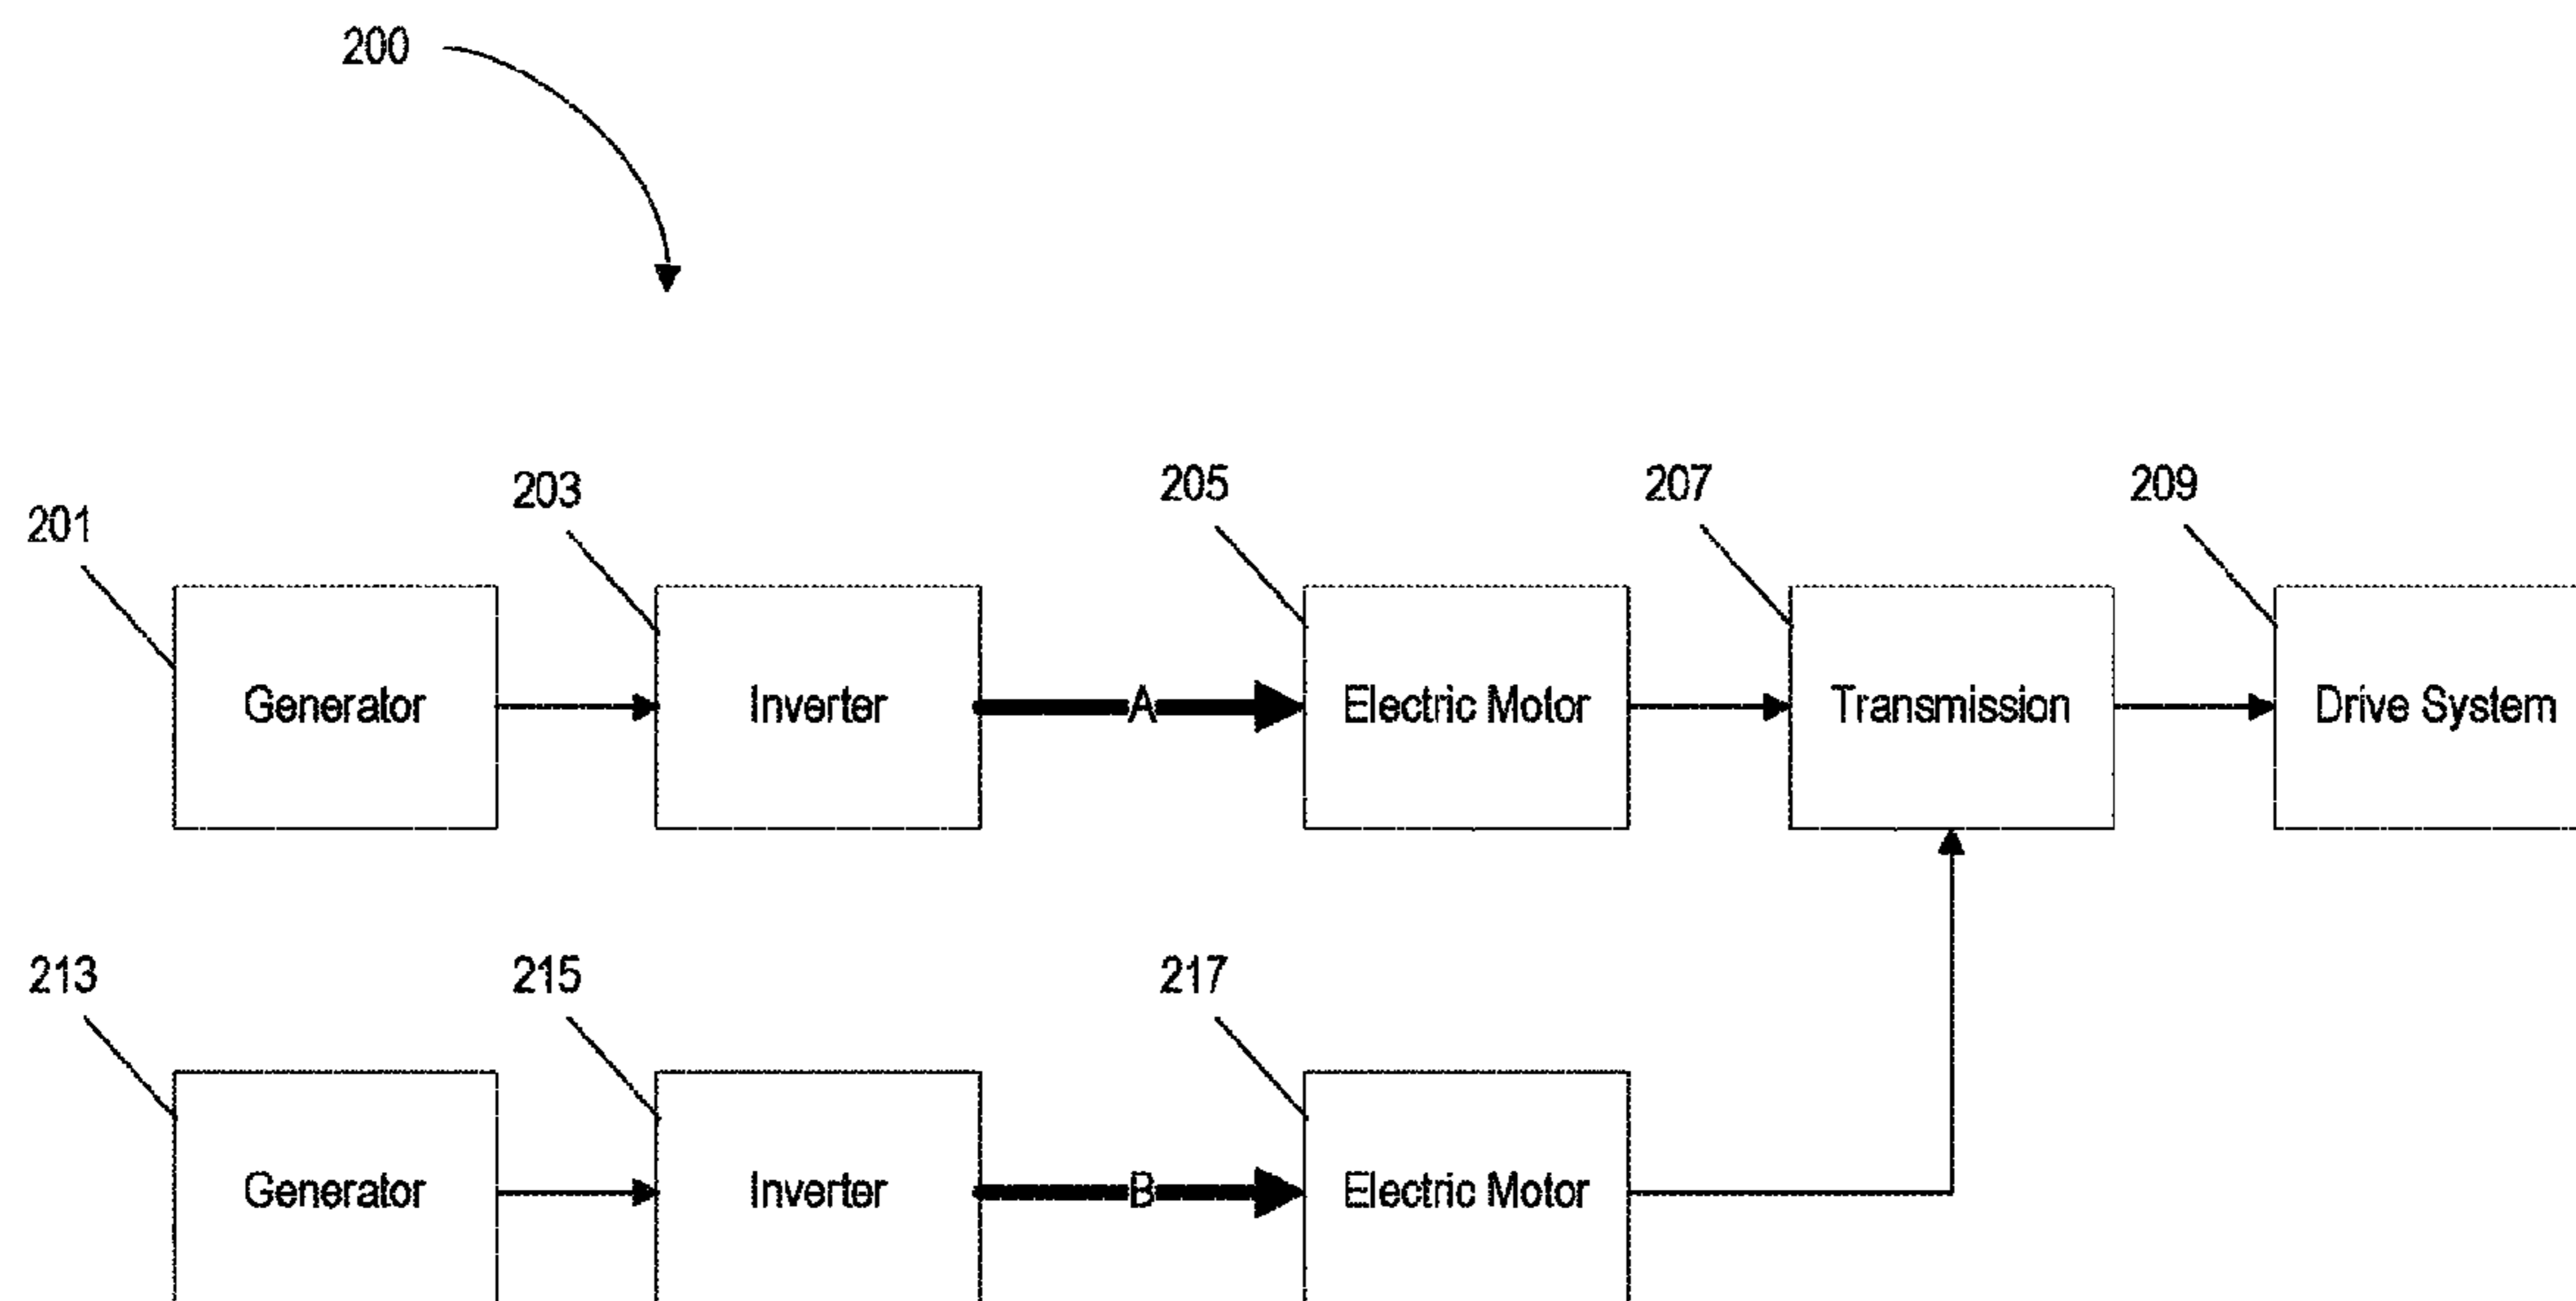 200
201
203
205
207
209
Generator
Inverter
A
Electric Motor
Transmission
Drive System
213
215
217
Generator
Inverter
B
Electric Motor